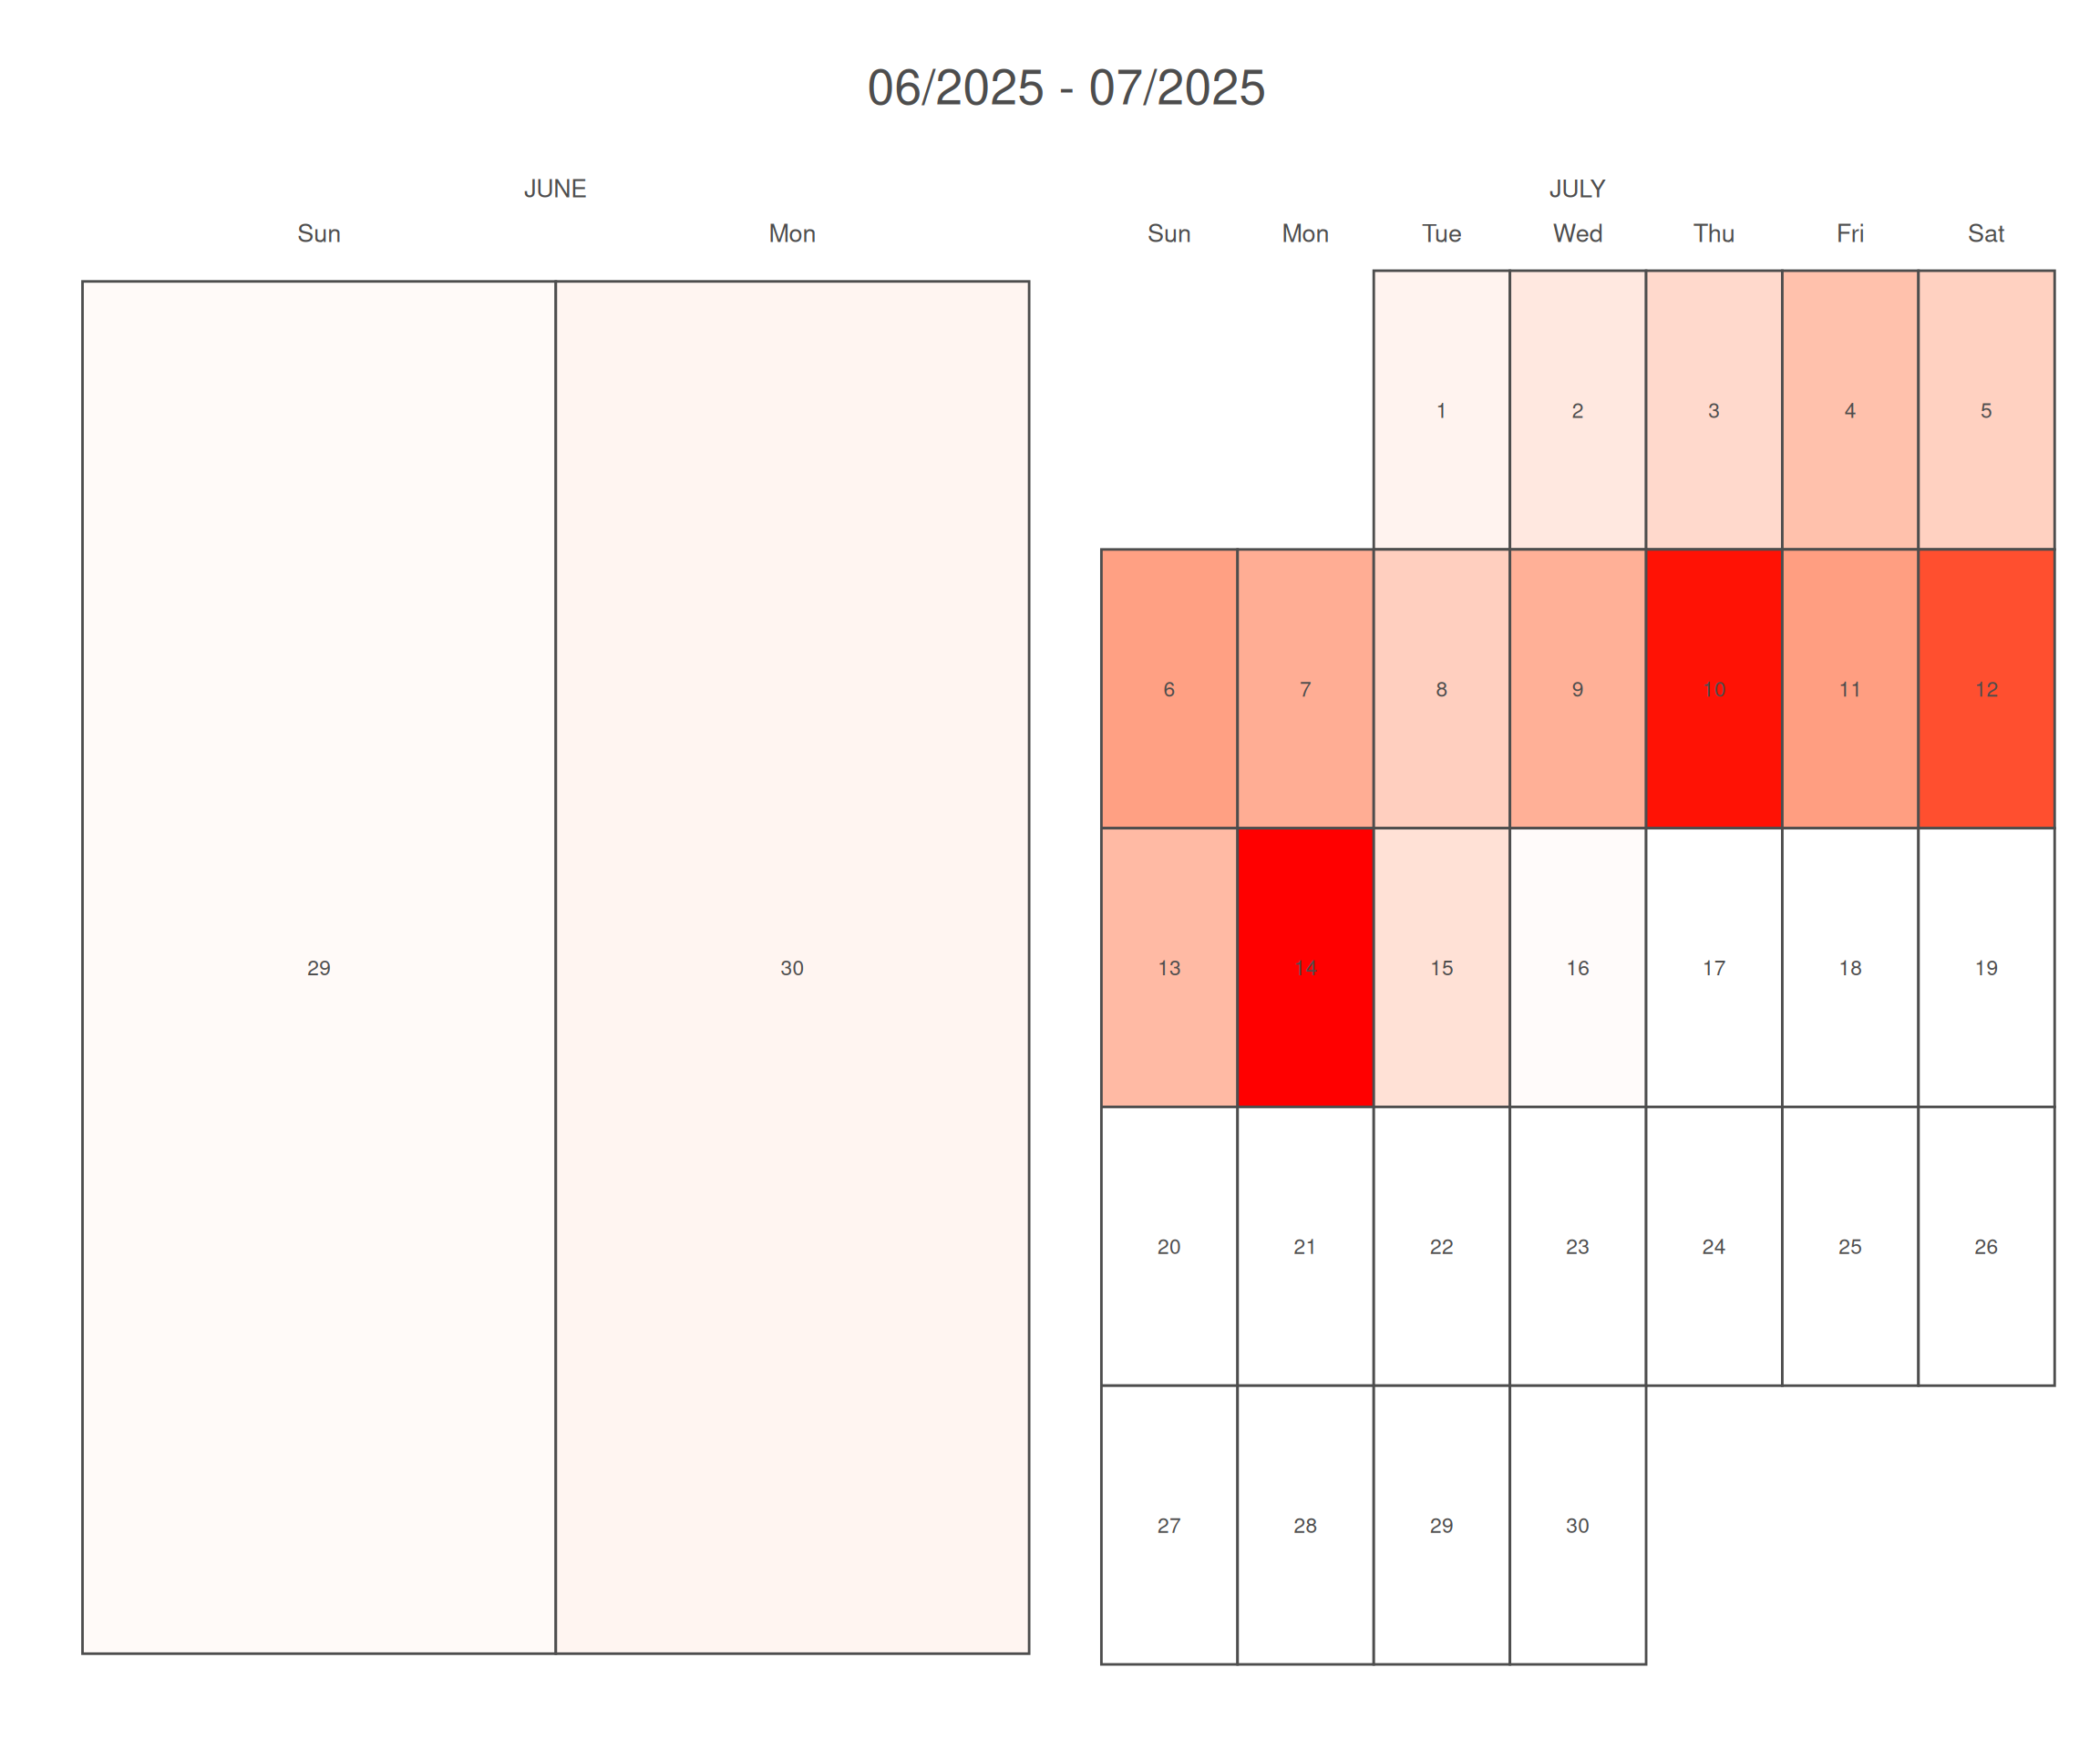 06/2025 - 07/2025
JUNE
Sun Mon
29 30
JULY
Sun Mon Tue Wed Thu Fri Sat
1 2 3 4 5
6 7 8 9 10 11 12
13 14 15 16 17 18 19
20 21 22 23 24 25 26
27 28 29 30